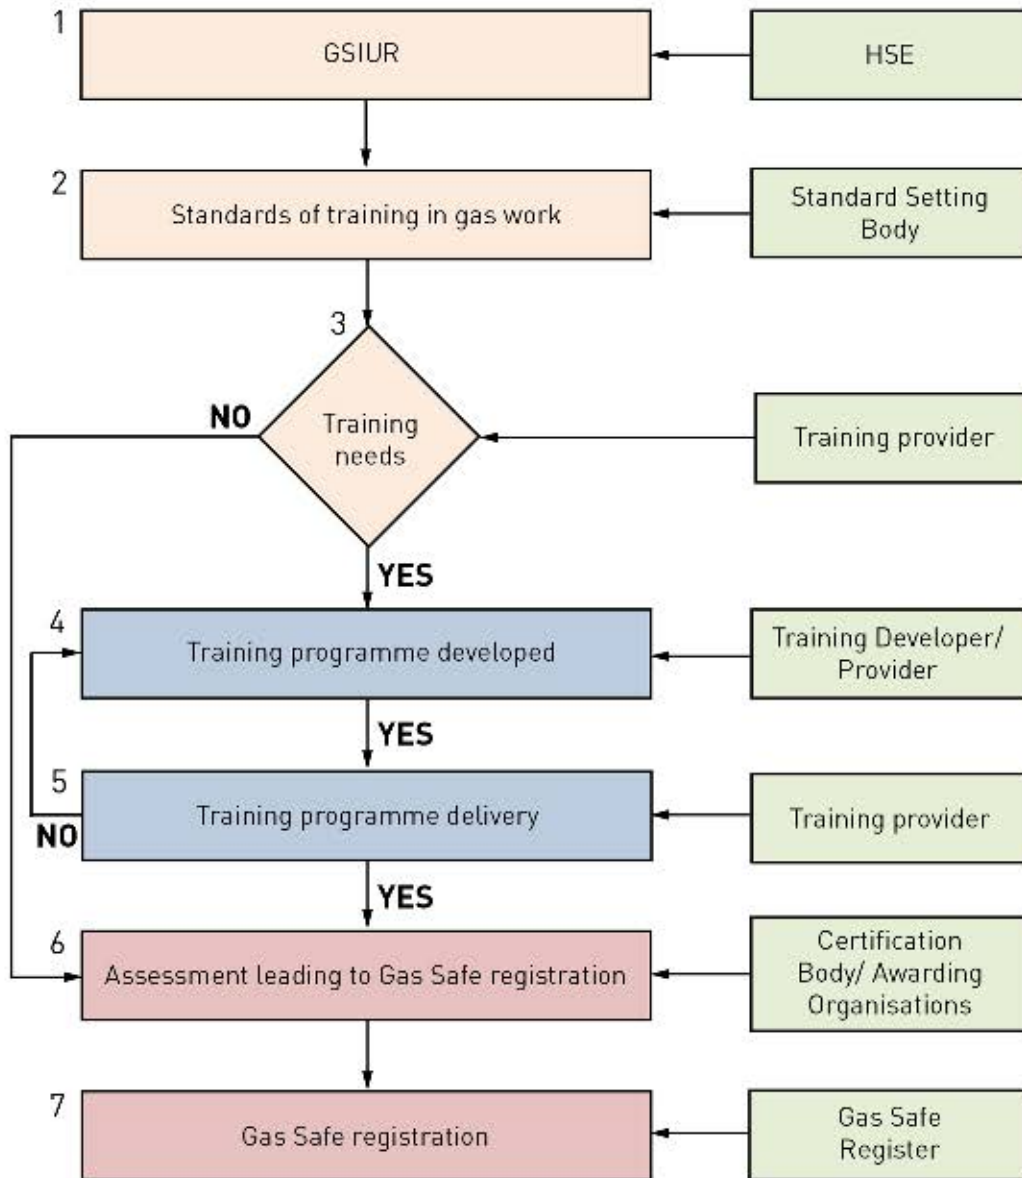 1
GSIUR
HSE
2
Standards of training in gas work
Standard Setting
Body
3
NO
Training
needs
Training provider
YES
4
Training programme developed
Training Developer/
Provider
YES
5
Training programme delivery
Training provider
NO
YES
6
Assessment leading to Gas Safe registration
Certification
Body/ Awarding
Organisations
7
Gas Safe registration
Gas Safe
Register